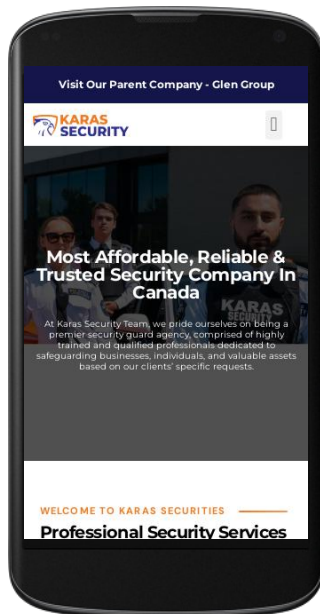 Visit Our Parent Company - Glen Group
KARAS
SECURITY
Most Affordable, Reliable &
Trusted Security Company In
Canada
KARAS
SECURITY
At Karas Security Team, we pride ourselves on being a
premier security guard agency, comprised of highly
trained and qualified professionals dedicated to
safeguarding businesses, individuals, and valuable assets
based on our clients' specific requests.
WELCOME TO KARAS SECURITIES
Professional Security Services